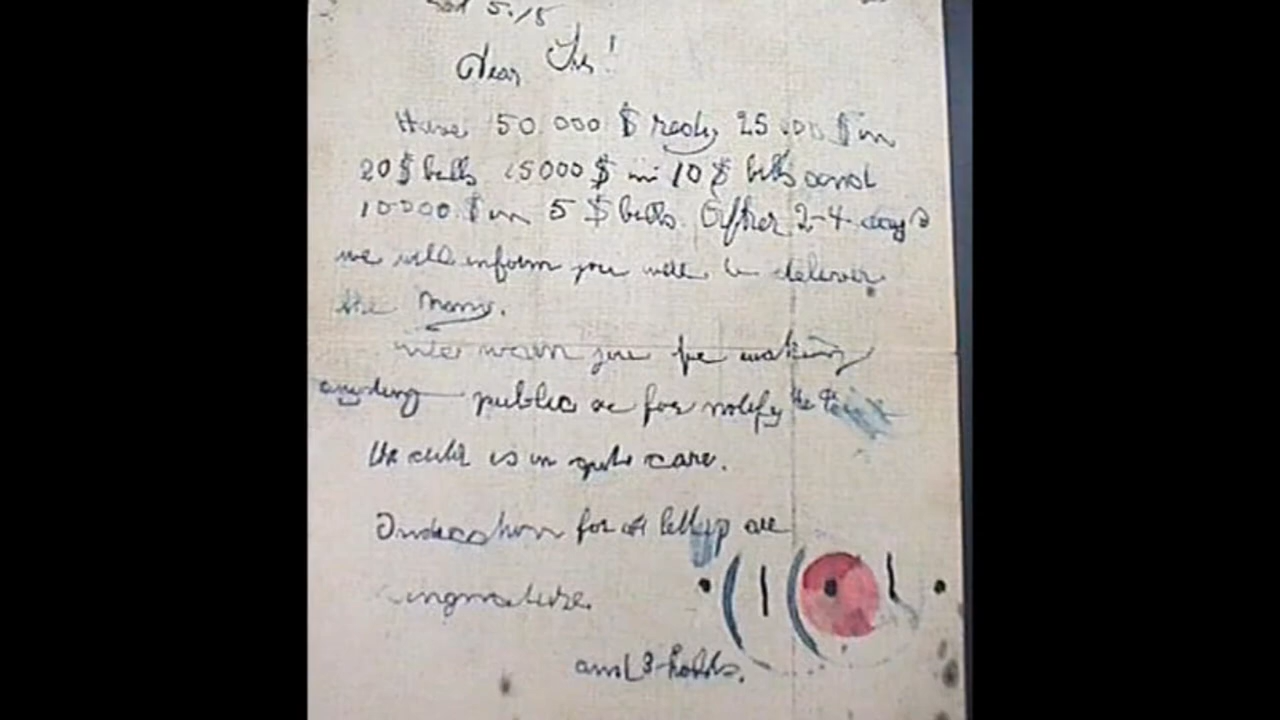 5./5
Dear Sir!
Have 50.000 $ redy 25 000 $ in
20 $ bills 15000 $ in 10 $ bills and
10000 $ in 5 $ bills. After 2-4 days
we will inform you were to deliver
the Mony.
We warn you for making
anyding public or for notify the
the child is in gute care.
Indication for all letters are
singnature.
and 3 holds.